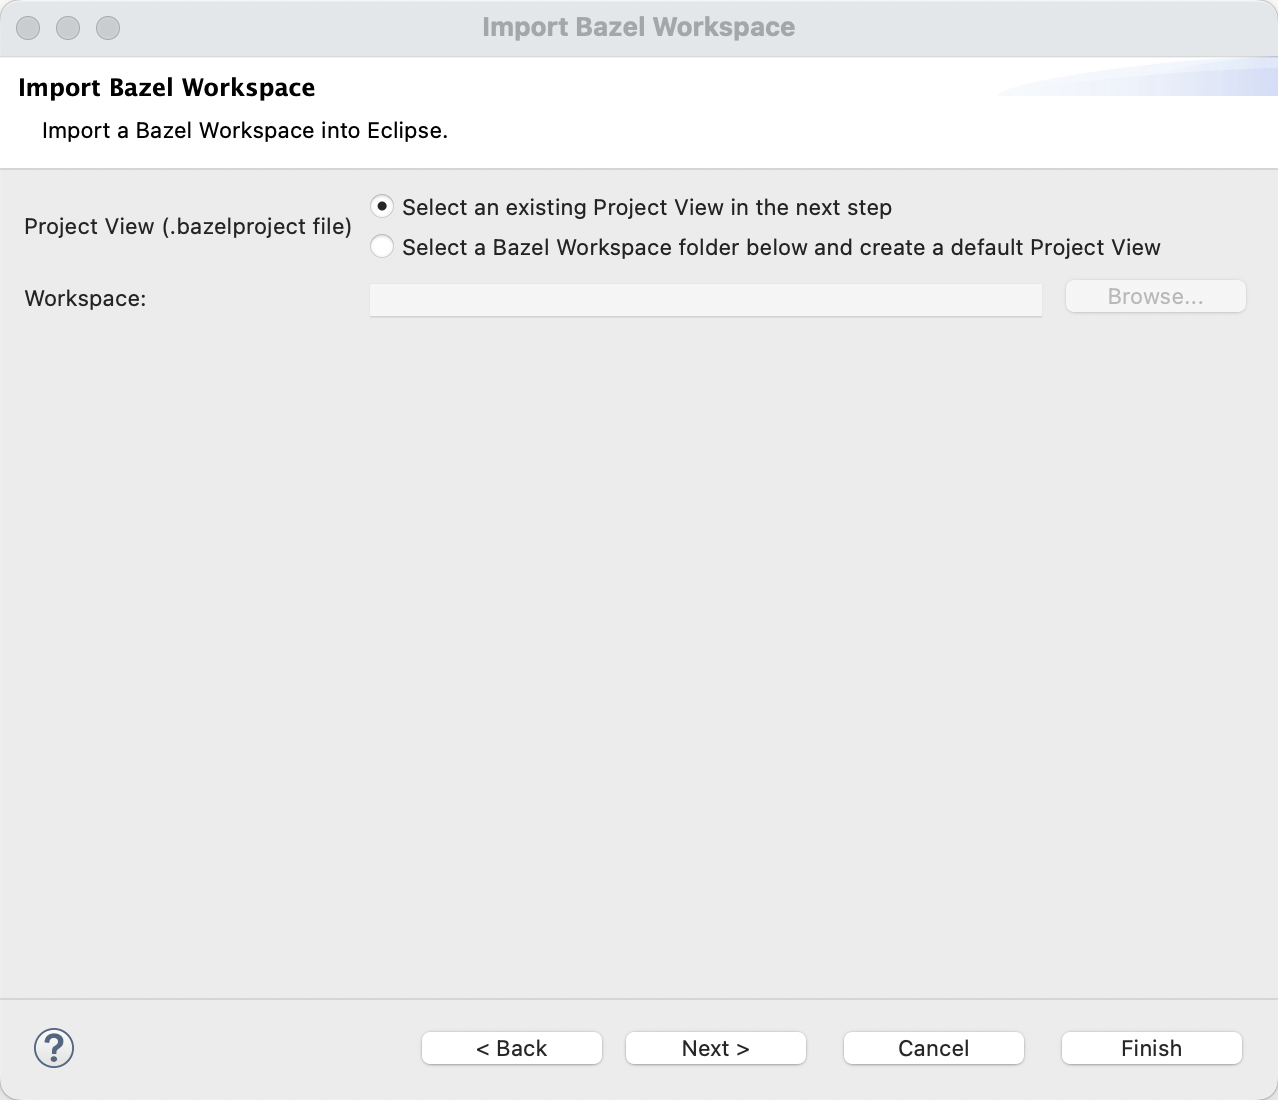 Import Bazel Workspace
Import Bazel Workspace
Import a Bazel Workspace into Eclipse.
Project View (.bazelproject file)
Select an existing Project View in the next step
Select a Bazel Workspace folder below and create a default Project View
Workspace:
Browse...
?
< Back
Next >
Cancel
Finish